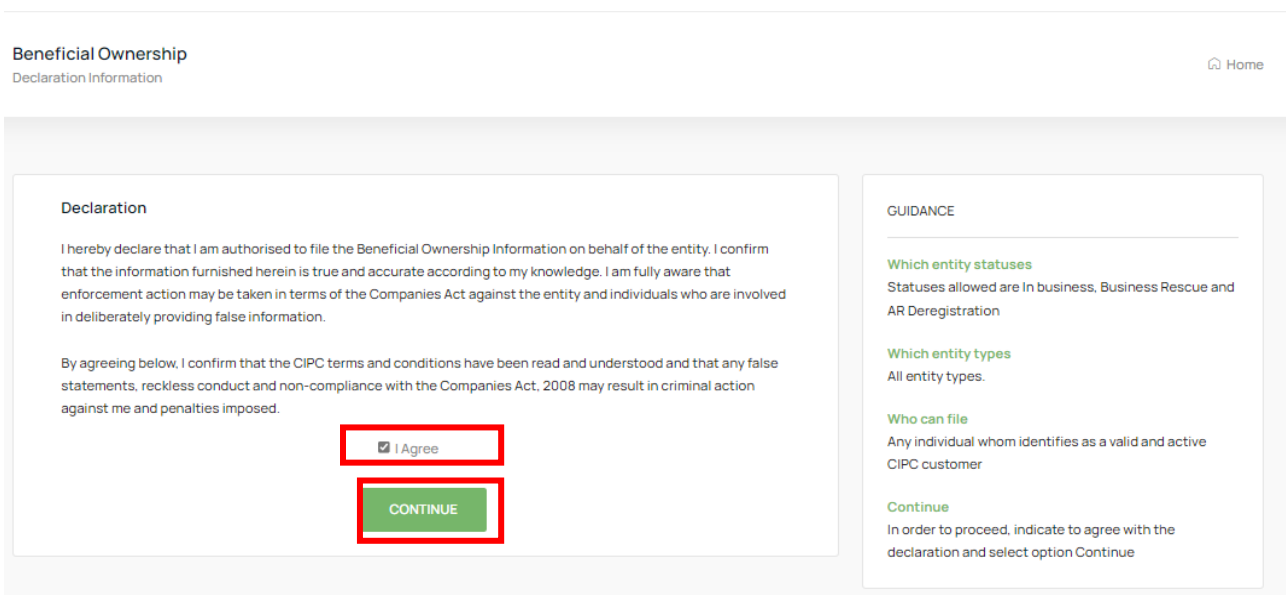 Beneficial Ownership
Declaration Information
Home
Declaration
I hereby declare that I am authorised to file the Beneficial Ownership Information on behalf of the entity. I confirm
that the information furnished herein is true and accurate according to my knowledge. I am fully aware that
enforcement action may be taken in terms of the Companies Act against the entity and individuals who are involved
in deliberately providing false information.
By agreeing below, I confirm that the CIPC terms and conditions have been read and understood and that any false
statements, reckless conduct and non-compliance with the Companies Act, 2008 may result in criminal action
against me and penalties imposed.
I Agree
CONTINUE
GUIDANCE
Which entity statuses
Statuses allowed are In business, Business Rescue and
AR Deregistration
Which entity types
All entity types.
Who can file
Any individual whom identifies as a valid and active
CIPC customer
Continue
In order to proceed, indicate to agree with the
declaration and select option Continue